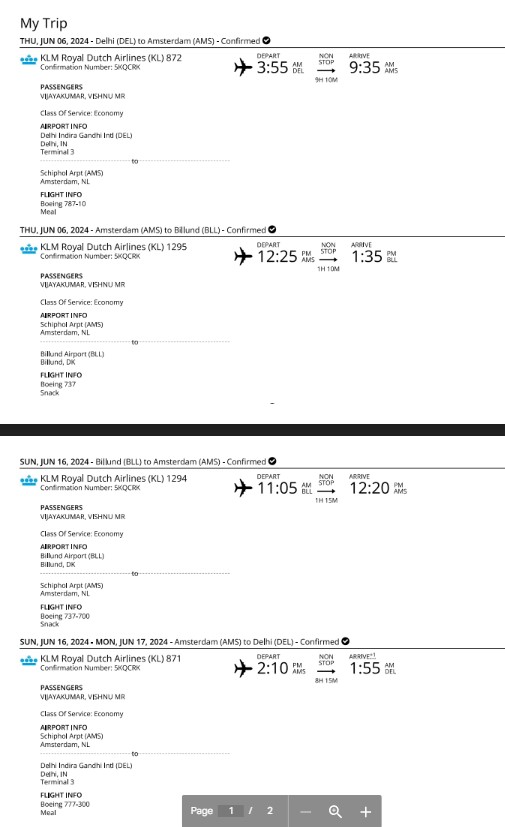 My Trip
THU, JUN 06, 2024 - Delhi (DEL) to Amsterdam (AMS) - Confirmed
KLM Royal Dutch Airlines (KL) 872
Confirmation Number: 5KQCRK
DEPART
3:55 AM DEL
NON STOP
9H 10M
ARRIVE
9:35 AM AMS
PASSENGERS
VIJAYAKUMAR, VISHNU MR
Class Of Service: Economy
AIRPORT INFO
Delhi Indira Gandhi Intl (DEL)
Delhi, IN
Terminal 3
to
Schiphol Arpt (AMS)
Amsterdam, NL
FLIGHT INFO
Boeing 787-10
Meal
THU, JUN 06, 2024 - Amsterdam (AMS) to Billund (BLL) - Confirmed
KLM Royal Dutch Airlines (KL) 1295
Confirmation Number: 5KQCRK
DEPART
12:25 PM AMS
NON STOP
1H 10M
ARRIVE
1:35 PM BLL
PASSENGERS
VIJAYAKUMAR, VISHNU MR
Class Of Service: Economy
AIRPORT INFO
Schiphol Arpt (AMS)
Amsterdam, NL
to
Billund Airport (BLL)
Billund, DK
FLIGHT INFO
Boeing 737
Snack
SUN, JUN 16, 2024 - Billund (BLL) to Amsterdam (AMS) - Confirmed
KLM Royal Dutch Airlines (KL) 1294
Confirmation Number: 5KQCRK
DEPART
11:05 AM BLL
NON STOP
1H 15M
ARRIVE
12:20 PM AMS
PASSENGERS
VIJAYAKUMAR, VISHNU MR
Class Of Service: Economy
AIRPORT INFO
Billund Airport (BLL)
Billund, DK
to
Schiphol Arpt (AMS)
Amsterdam, NL
FLIGHT INFO
Boeing 737-700
Snack
SUN, JUN 16, 2024 - MON, JUN 17, 2024 - Amsterdam (AMS) to Delhi (DEL) - Confirmed
KLM Royal Dutch Airlines (KL) 871
Confirmation Number: 5KQCRK
DEPART
2:10 PM AMS
NON STOP
8H 15M
ARRIVE+1
1:55 AM DEL
PASSENGERS
VIJAYAKUMAR, VISHNU MR
Class Of Service: Economy
AIRPORT INFO
Schiphol Arpt (AMS)
Amsterdam, NL
to
Delhi Indira Gandhi Intl (DEL)
Delhi, IN
Terminal 3
FLIGHT INFO
Boeing 777-300
Meal
Page 1 / 2